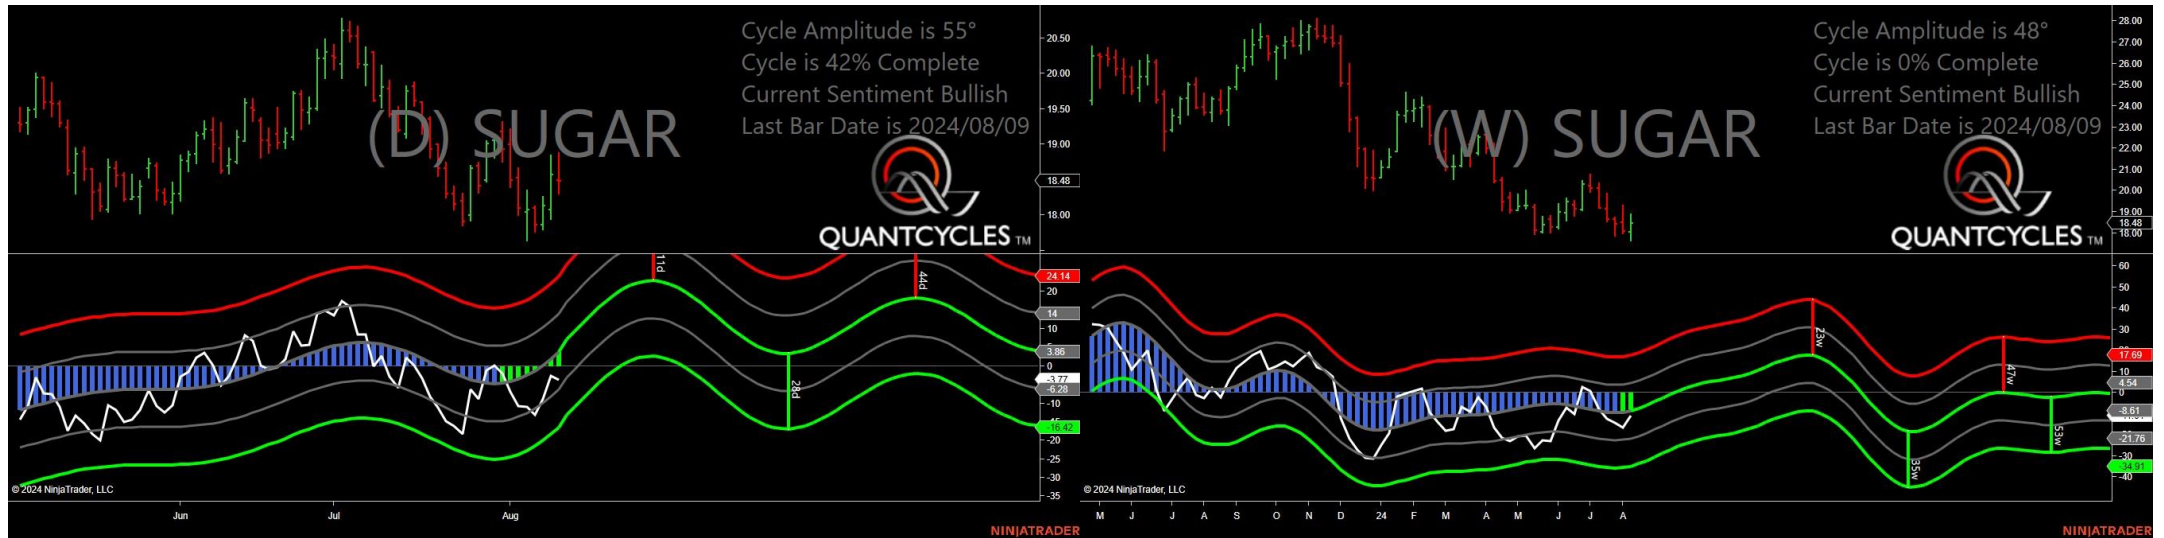 Cycle Amplitude is 55°
Cycle is 42% Complete
Current Sentiment Bullish
Last Bar Date is 2024/08/09
(D) SUGAR
QUANTCYCLES TM
20.50
20.00
19.50
19.00
18.48
18.00
11d
44d
28d
24.14
20
14
10
5
3.86
0
-3.77
-6.28
-10
-16.42
-20
-25
-30
-35
© 2024 NinjaTrader, LLC
Jun
Jul
Aug
NINJATRADER
Cycle Amplitude is 48°
Cycle is 0% Complete
Current Sentiment Bullish
Last Bar Date is 2024/08/09
(W) SUGAR
QUANTCYCLES TM
28.00
27.00
26.00
25.00
24.00
23.00
22.00
21.00
20.00
19.00
18.48
18.00
23w
47w
35w
53w
60
50
40
30
17.69
10
4.54
0
-8.61
-21.76
-30
-34.91
-40
© 2024 NinjaTrader, LLC
M J J A S O N D 24 F M A M J J A
NINJATRADER